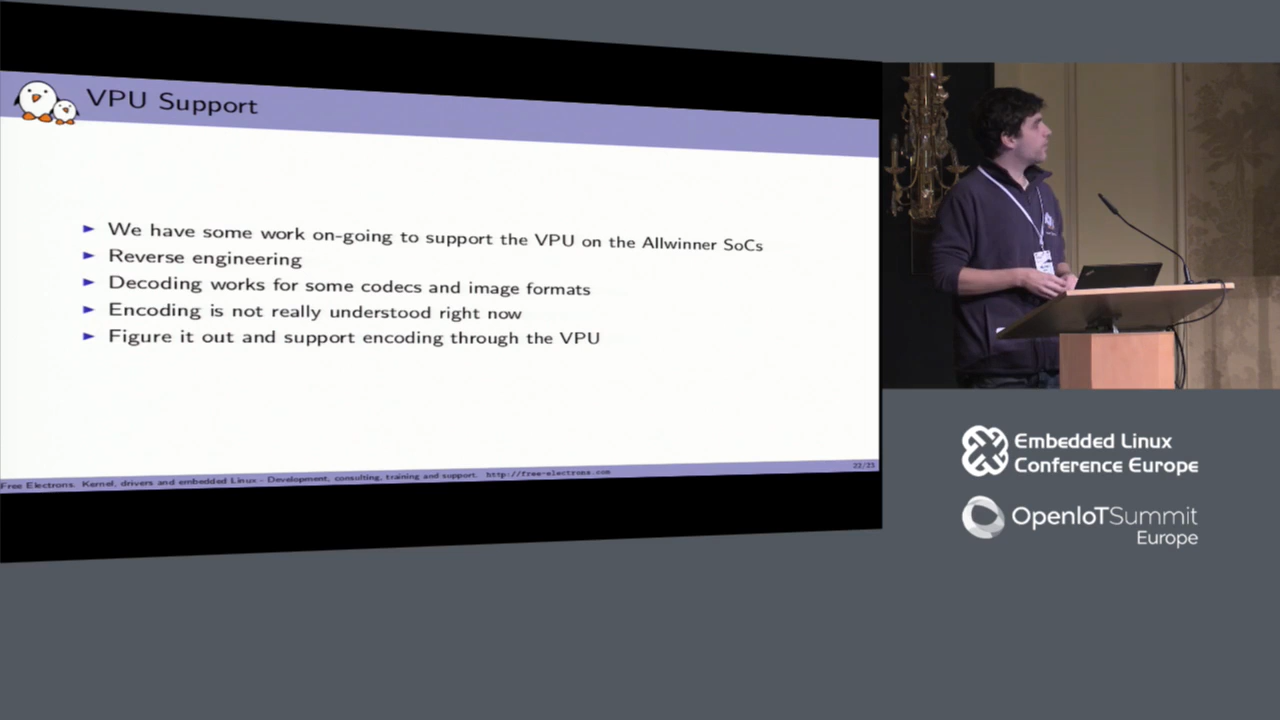 VPU Support
► We have some work on-going to support the VPU on the Allwinner SoCs
► Reverse engineering
► Decoding works for some codecs and image formats
► Encoding is not really understood right now
► Figure it out and support encoding through the VPU
Free Electrons. Kernel, drivers and embedded Linux - Development, consulting, training and support. http://free-electrons.com
22/23
Embedded Linux
Conference Europe
OpenIoTSummit
Europe